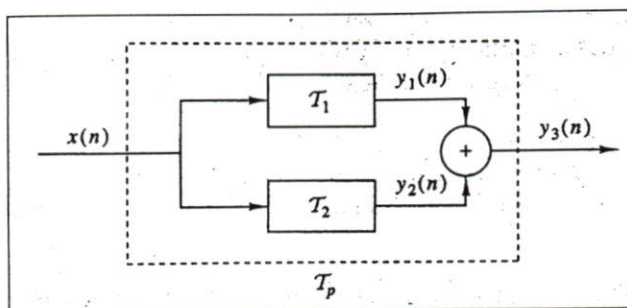 𝒯₁
y₁(n)
x(n)
+
y₃(n)
y₂(n)
𝒯₂
𝒯ₚ